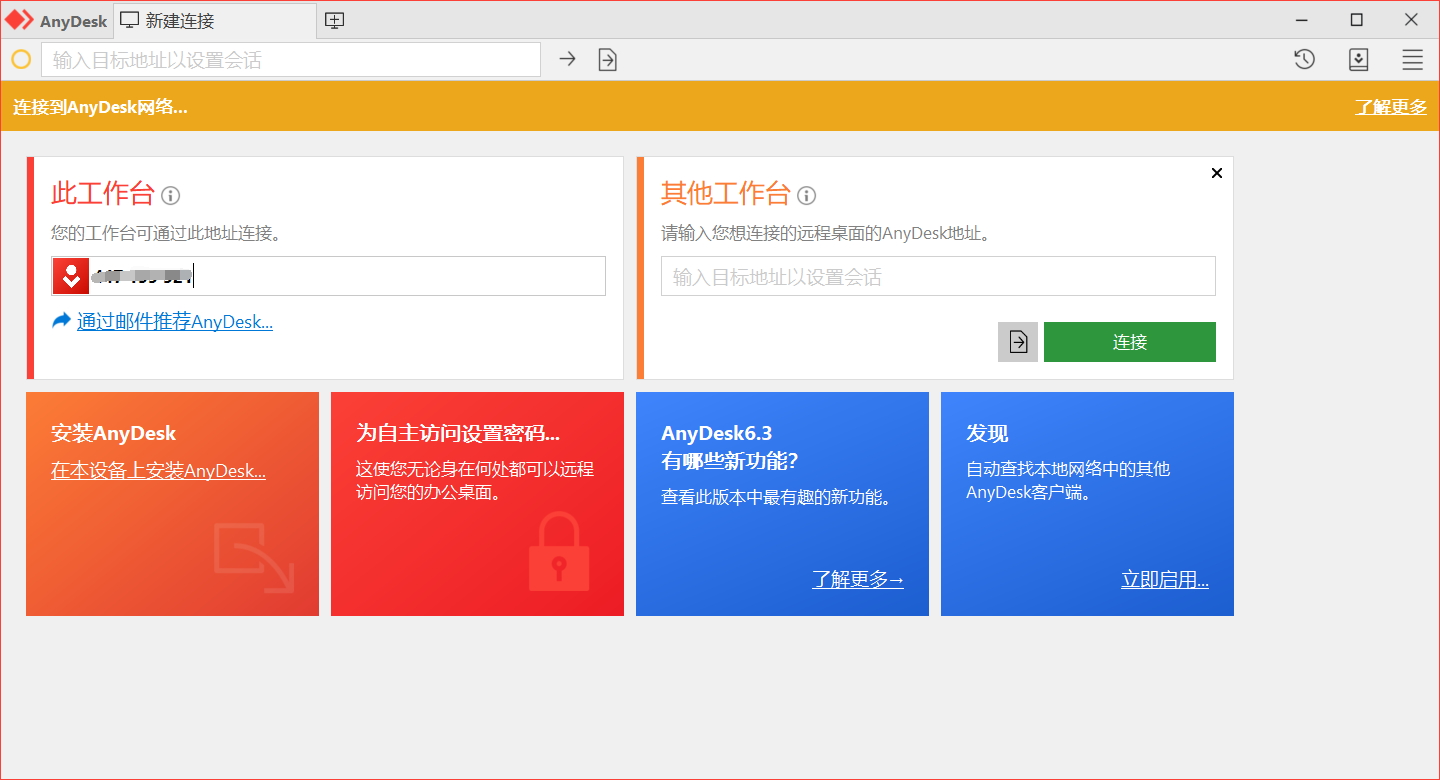 AnyDesk
新建连接
输入目标地址以设置会话
连接到AnyDesk网络...
了解更多
此工作台
您的工作台可通过此地址连接。
通过邮件推荐AnyDesk...
其他工作台
请输入您想连接的远程桌面的AnyDesk地址。
输入目标地址以设置会话
连接
安装AnyDesk
在本设备上安装AnyDesk...
为自主访问设置密码...
这使您无论身在何处都可以远程
访问您的办公桌面。
AnyDesk6.3
有哪些新功能?
查看此版本中最有趣的新功能。
了解更多→
发现
自动查找本地网络中的其他
AnyDesk客户端。
立即启用...